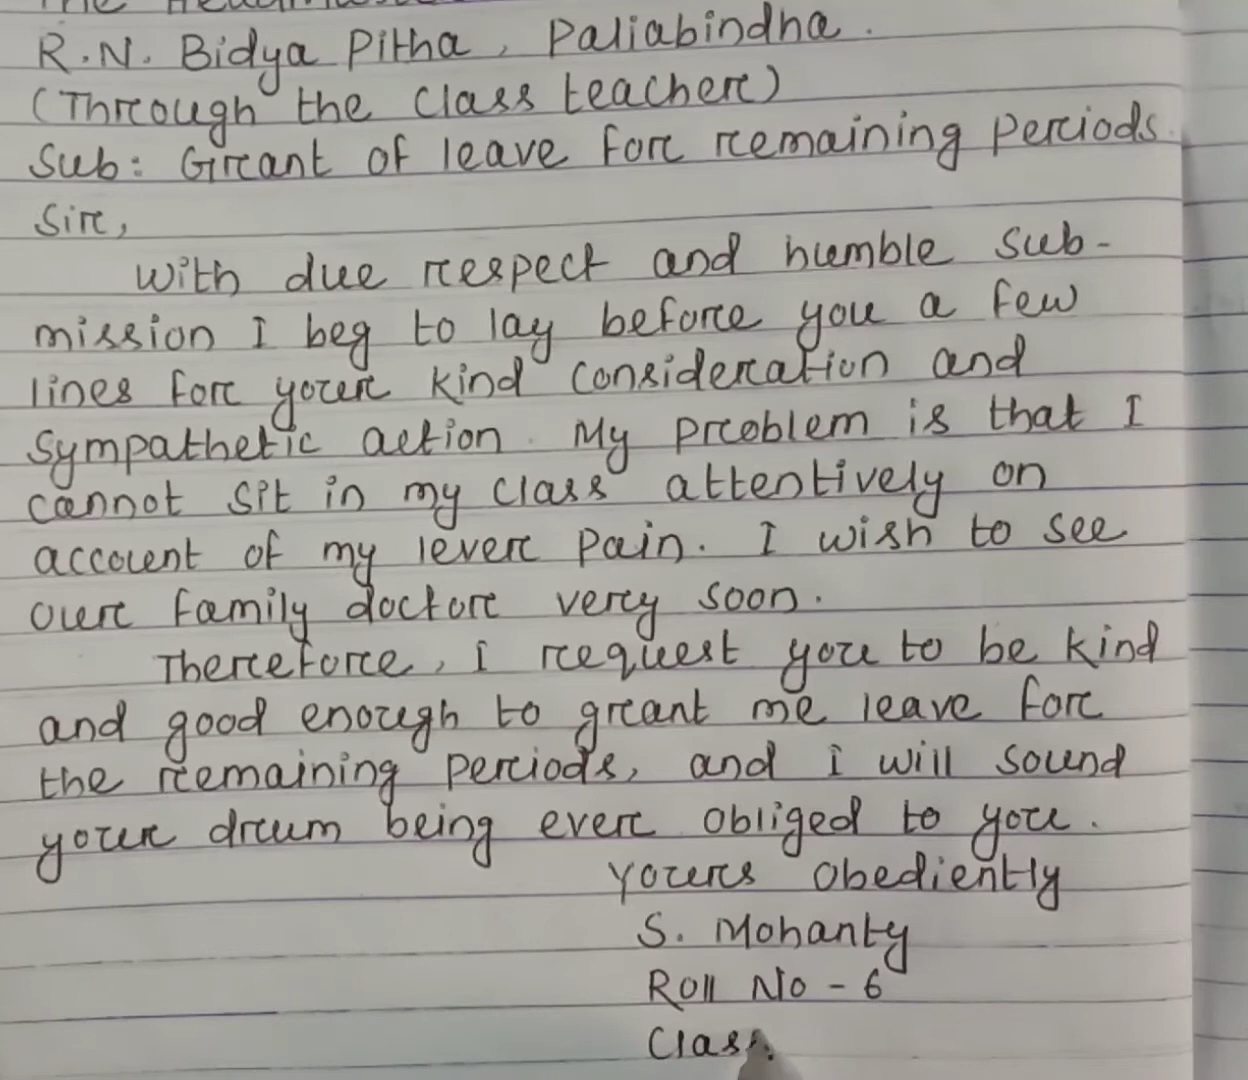 The Headmas
R.N. Bidya Pitha, Paliabindha.
(Through the class teacher)
Sub: Grant of leave for remaining periods.
Sir,
With due respect and humble sub-
mission I beg to lay before you a few
lines for your kind consideration and
sympathetic action. My problem is that I
cannot sit in my class attentively on
account of my lever pain. I wish to see
our family doctor very soon.
Therefore, I request you to be kind
and good enough to grant me leave for
the remaining periods, and I will sound
your drum being ever obliged to you.
Yours obediently
S. Mohanty
Roll No - 6
Class